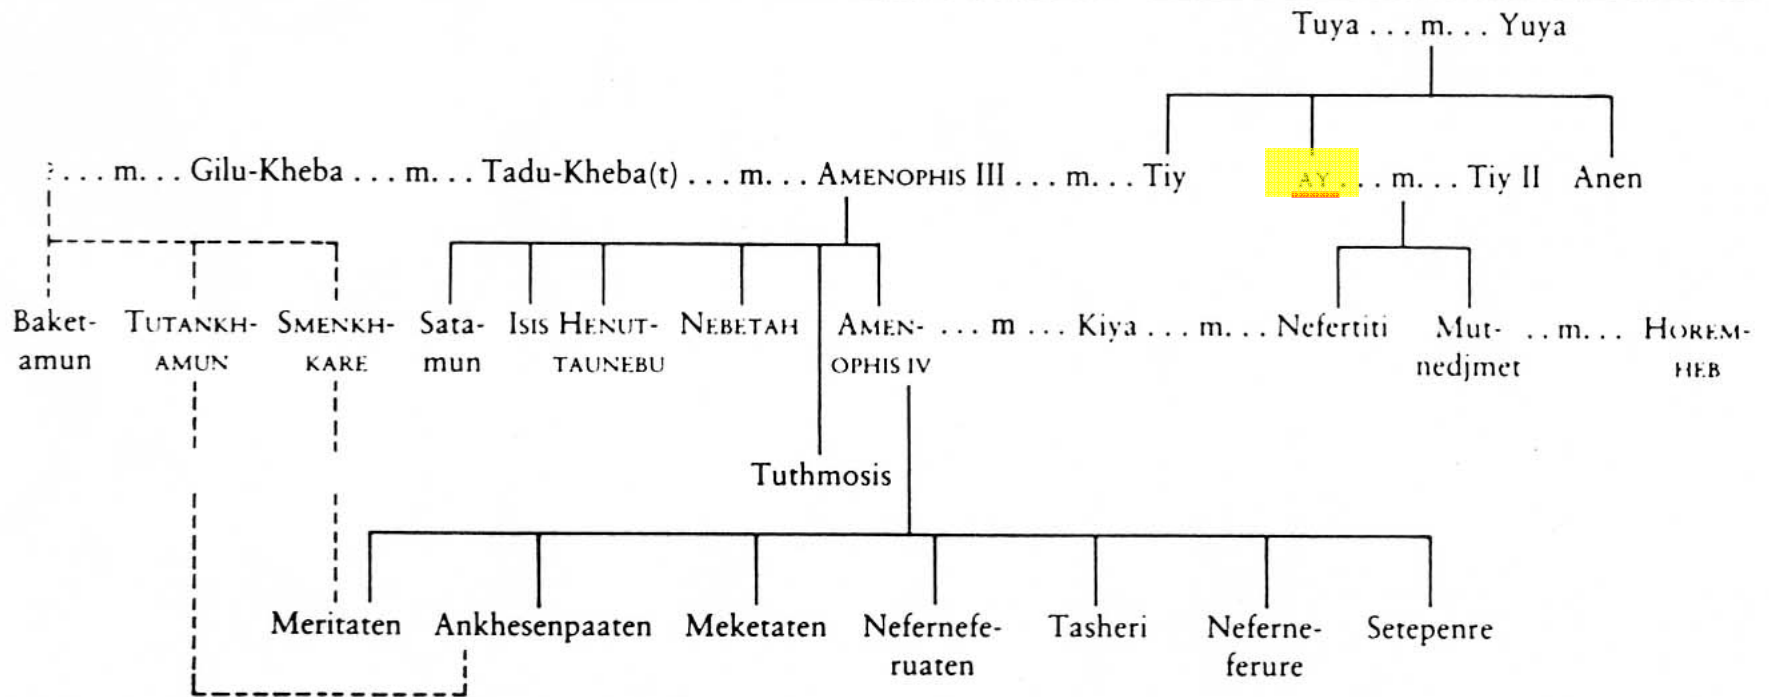 Tuya . . . m. . . Yuya
? . . . m. . . Gilu-Kheba . . . m. . . Tadu-Kheba(t) . . . m. . . AMENOPHIS III . . . m. . . Tiy AY . . . m. . . Tiy II Anen
Baket- TUTANKH- SMENKH- Sata- ISIS HENUT- NEBETAH AMEN- . . . m . . . Kiya . . . m. . . Nefertiti Mut- . . m. . . HOREM-
amun AMUN KARE mun TAUNEBU OPHIS IV nedjmet HEB
Tuthmosis
Meritaten Ankhesenpaaten Meketaten Nefernefe- Tasheri Neferne- Setepenre
ruaten ferure